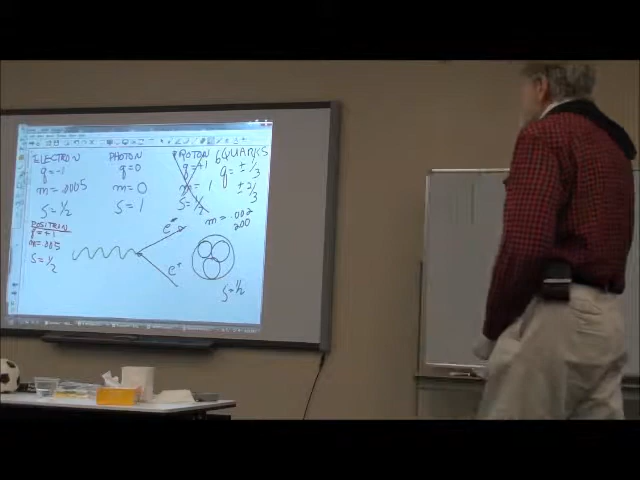 ELECTRON
q=-1
m=.0005
S=1/2
POSITRON
q=+1
m=.005
S=1/2
PHOTON
q=0
m=0
S=1
PROTON
q=+1
m=1
S=1/2
6 QUARKS
q=±1/3
±2/3
m=.002
200
S=1/2
e-
e+